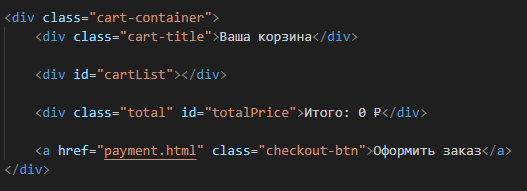 <div class="cart-container">
    <div class="cart-title">Ваша корзина</div>
    <div id="cartList"></div>
    <div class="total" id="totalPrice">Итого: 0 ₽</div>
    <a href="payment.html" class="checkout-btn">Оформить заказ</a>
</div>